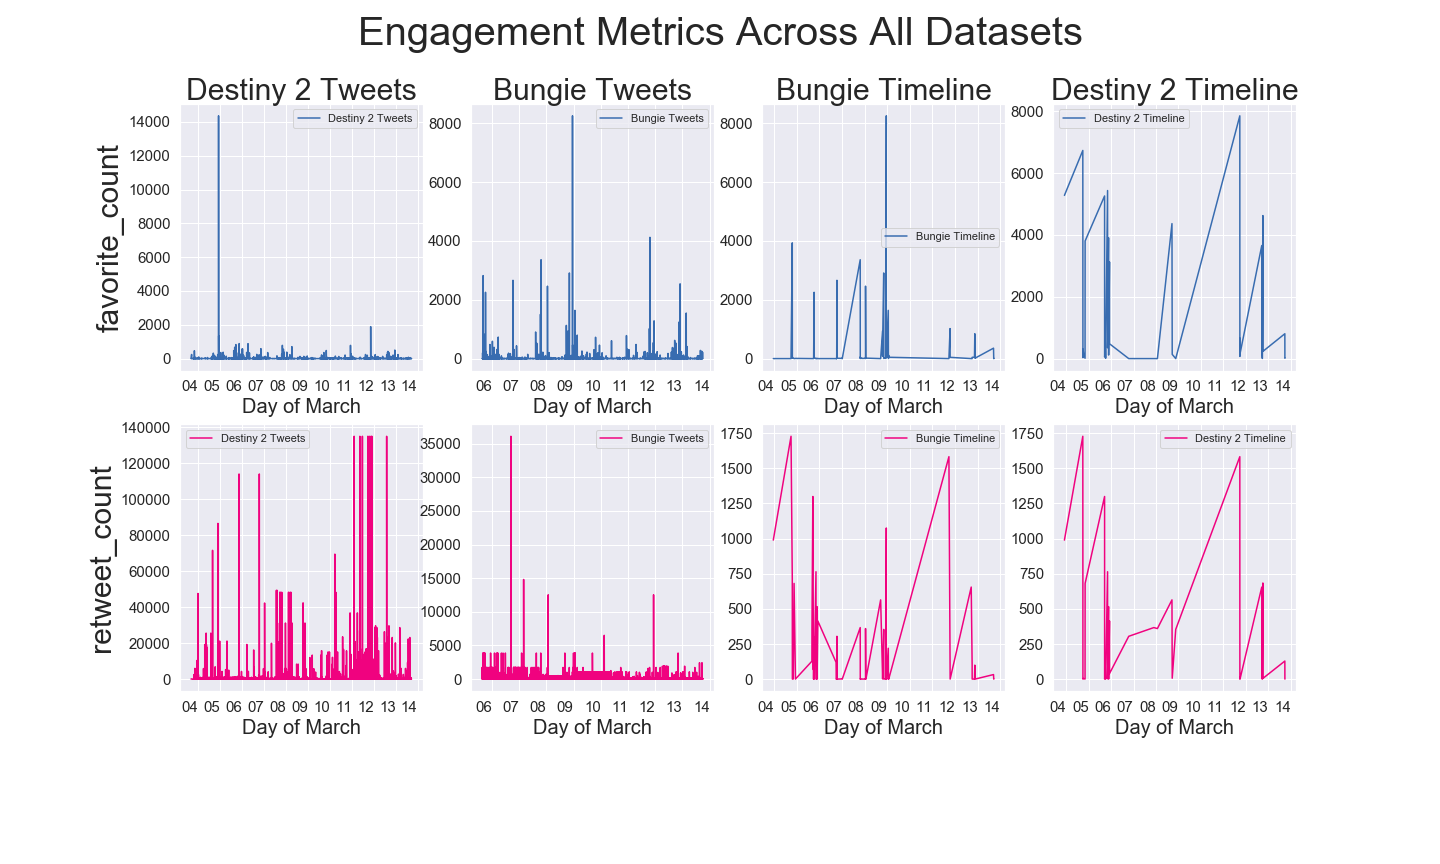 Engagement Metrics Across All Datasets
Destiny 2 Tweets
Bungie Tweets
Bungie Timeline
Destiny 2 Timeline
favorite_count
14000
12000
10000
8000
6000
4000
2000
0
Destiny 2 Tweets
04 05 06 07 08 09 10 11 12 13 14
Day of March
8000
6000
4000
2000
0
Bungie Tweets
06 07 08 09 10 11 12 13 14
Day of March
8000
6000
4000
2000
0
Bungie Timeline
04 05 06 07 08 09 10 11 12 13 14
Day of March
8000
6000
4000
2000
0
Destiny 2 Timeline
04 05 06 07 08 09 10 11 12 13 14
Day of March
retweet_count
140000
120000
100000
80000
60000
40000
20000
0
Destiny 2 Tweets
04 05 06 07 08 09 10 11 12 13 14
Day of March
35000
30000
25000
20000
15000
10000
5000
0
Bungie Tweets
06 07 08 09 10 11 12 13 14
Day of March
1750
1500
1250
1000
750
500
250
0
Bungie Timeline
04 05 06 07 08 09 10 11 12 13 14
Day of March
1750
1500
1250
1000
750
500
250
0
Destiny 2 Timeline
04 05 06 07 08 09 10 11 12 13 14
Day of March